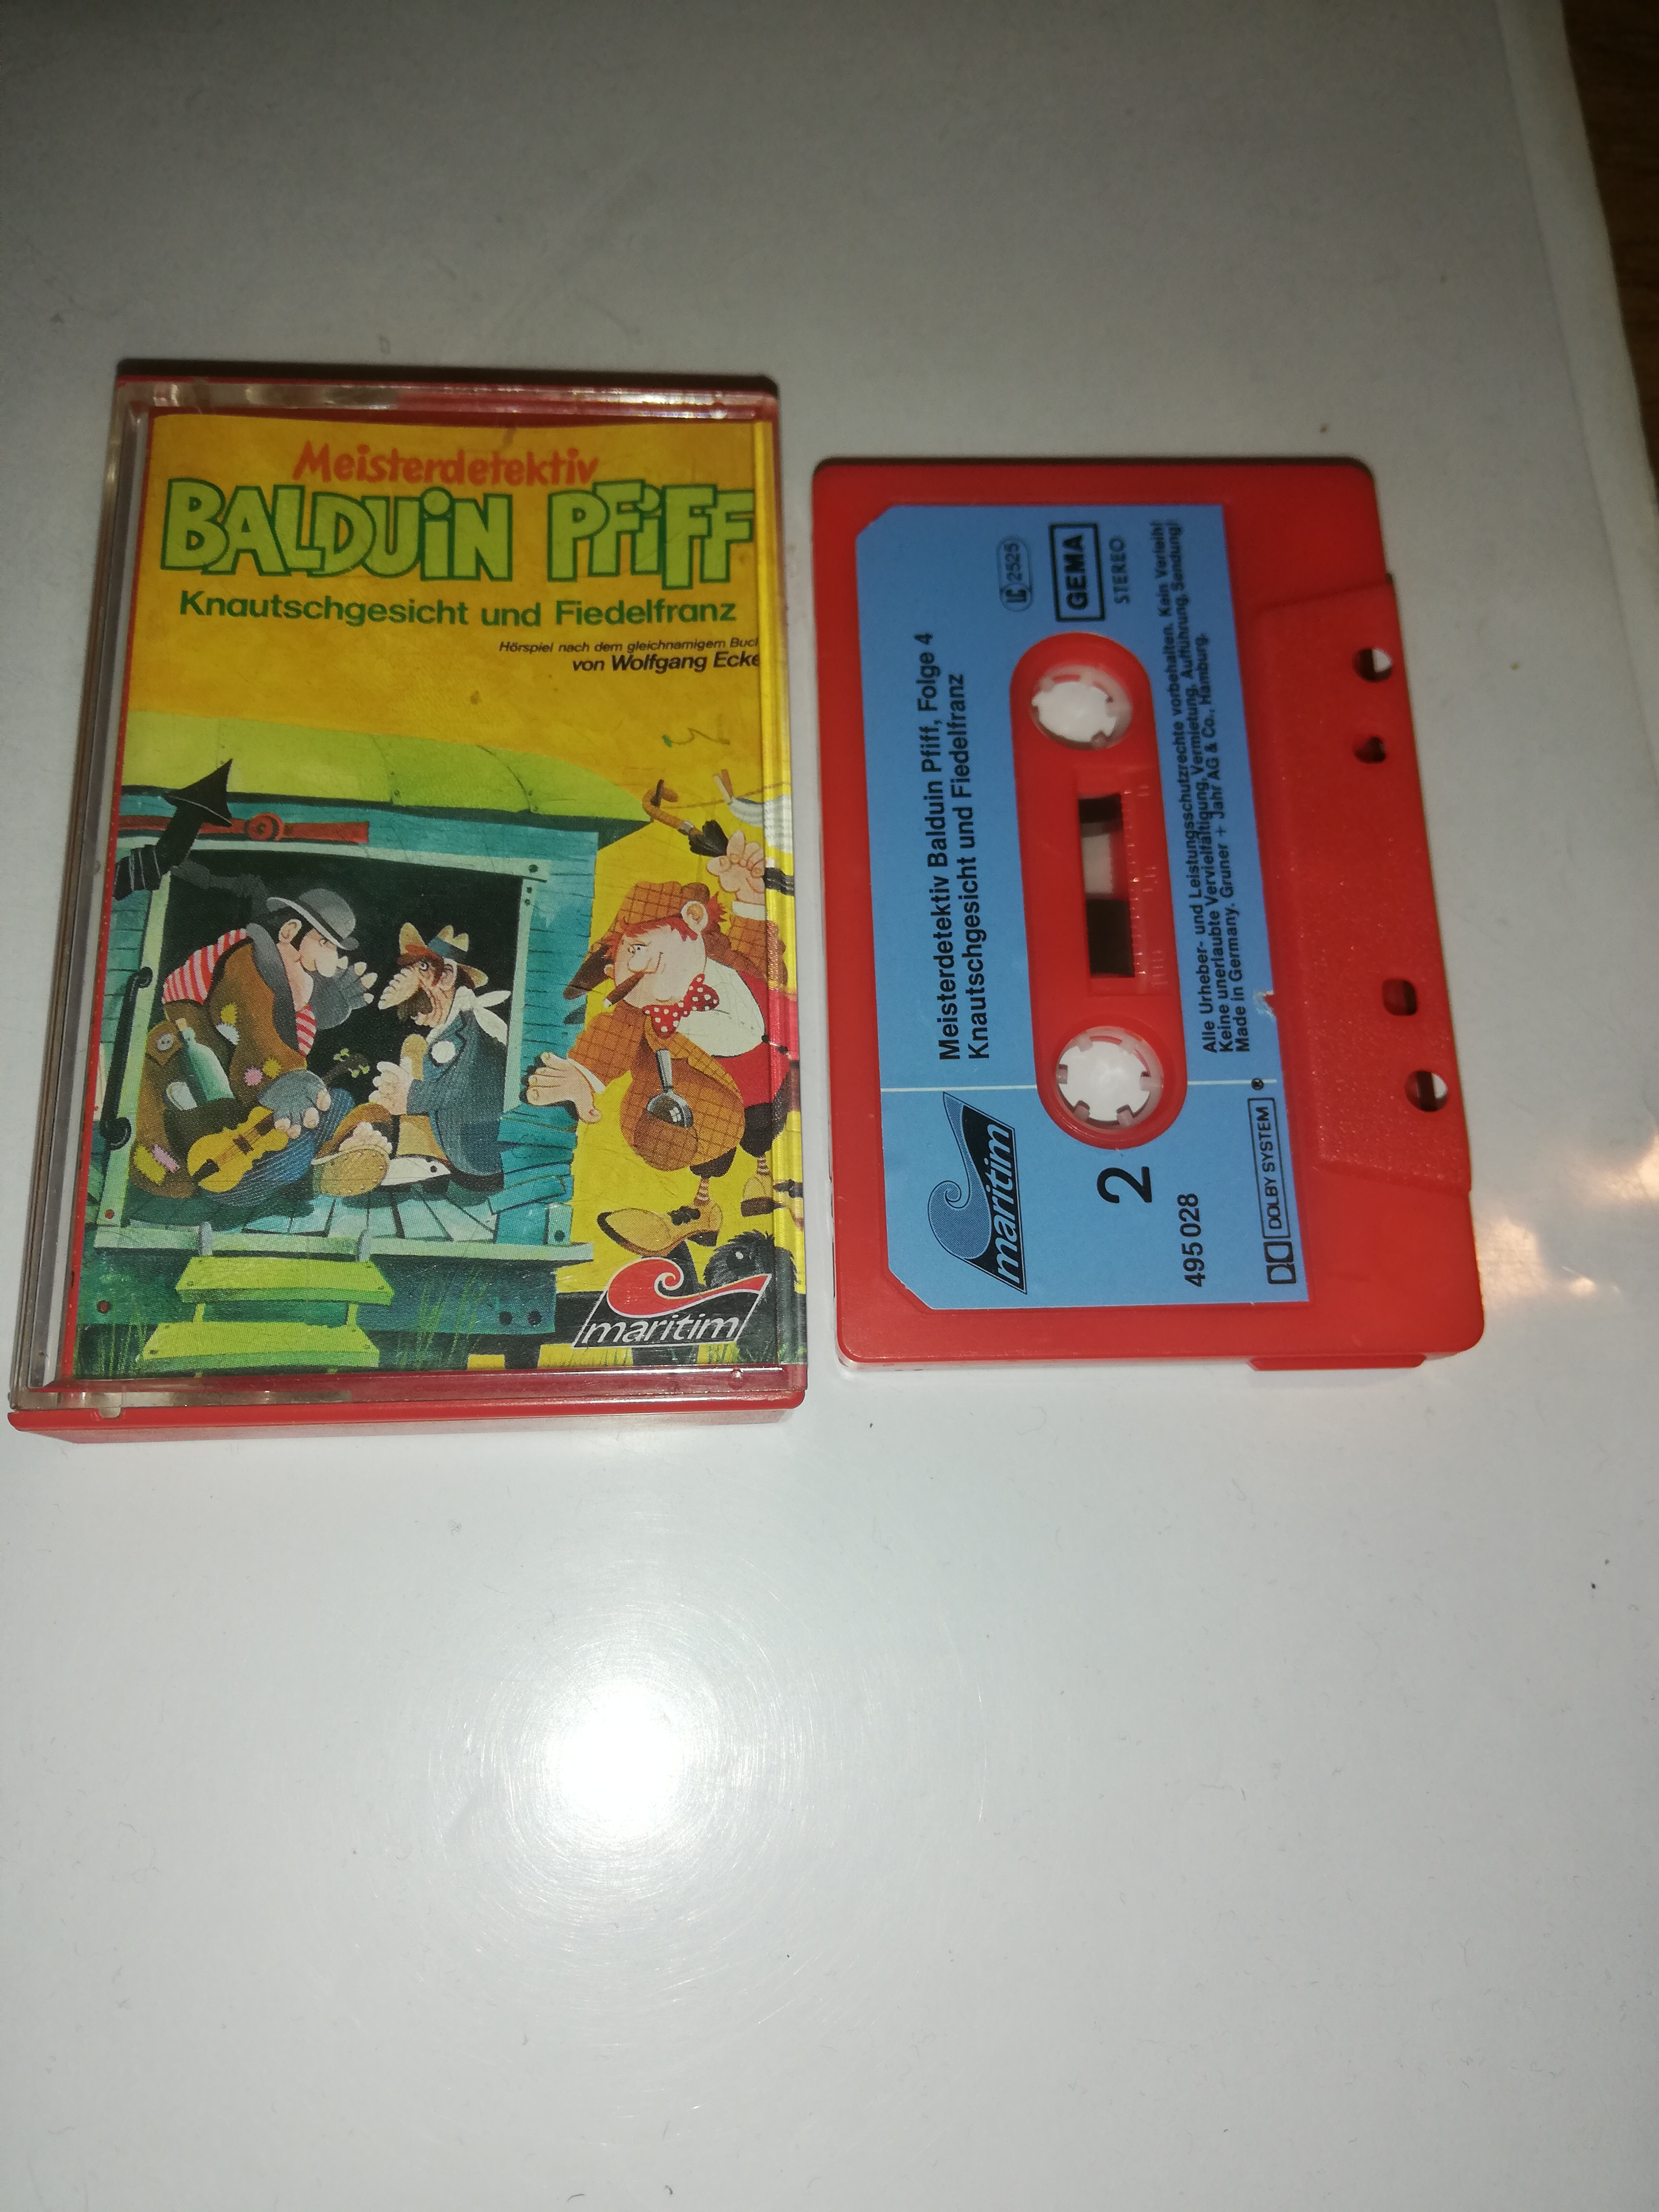 Meisterdetektiv
BALDUiN PFiFF
Knautschgesicht und Fiedelfranz
Hörspiel nach dem gleichnamigem Buch
von Wolfgang Ecke
maritim
Meisterdetektiv Balduin Pfiff, Folge 4
Knautschgesicht und Fiedelfranz
LC 2525
GEMA
STEREO
maritim
2
495 028
DOLBY SYSTEM ®
Alle Urheber- und Leistungsschutzrechte vorbehalten. Kein Verleih!
Keine unerlaubte Vervielfältigung, Vermietung, Aufführung, Sendung!
Made in Germany. Gruner + Jahr AG & Co., Hamburg.